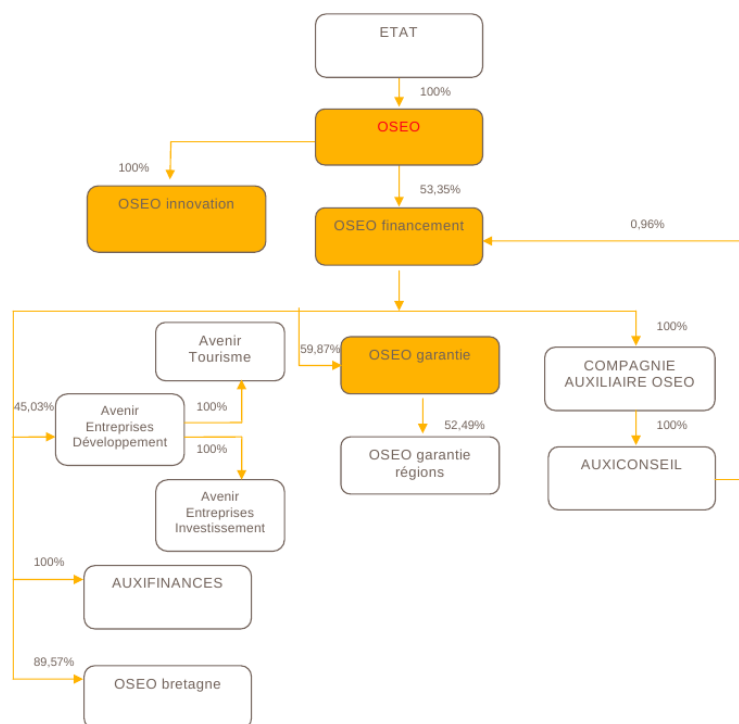 ETAT
100%
OSEO
100%
53,35%
OSEO innovation
OSEO financement
0,96%
Avenir
Tourisme
59,87%
OSEO garantie
100%
COMPAGNIE
AUXILIAIRE OSEO
45,03%
Avenir
Entreprises
Développement
100%
100%
52,49%
100%
OSEO garantie
régions
AUXICONSEIL
Avenir
Entreprises
Investissement
100%
AUXIFINANCES
89,57%
OSEO bretagne